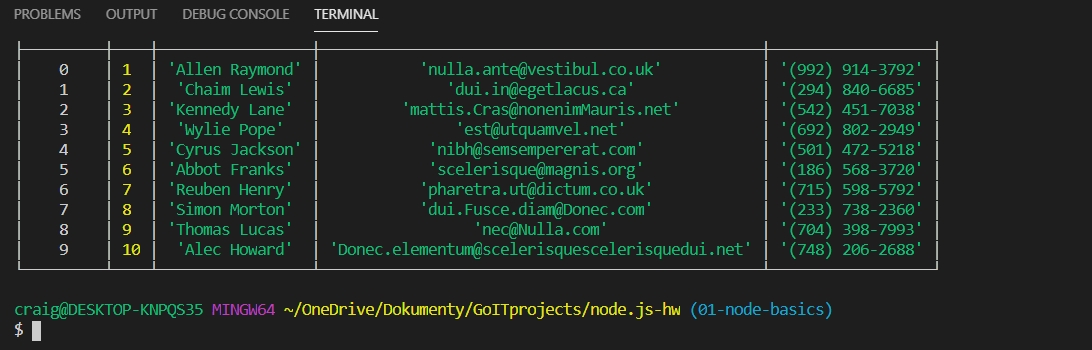 PROBLEMS OUTPUT DEBUG CONSOLE TERMINAL
0 1 'Allen Raymond' 'nulla.ante@vestibul.co.uk' '(992) 914-3792'
1 2 'Chaim Lewis' 'dui.in@egetlacus.ca' '(294) 840-6685'
2 3 'Kennedy Lane' 'mattis.Cras@nonenimMauris.net' '(542) 451-7038'
3 4 'Wylie Pope' 'est@utquamvel.net' '(692) 802-2949'
4 5 'Cyrus Jackson' 'nibh@semsempererat.com' '(501) 472-5218'
5 6 'Abbot Franks' 'scelerisque@magnis.org' '(186) 568-3720'
6 7 'Reuben Henry' 'pharetra.ut@dictum.co.uk' '(715) 598-5792'
7 8 'Simon Morton' 'dui.Fusce.diam@Donec.com' '(233) 738-2360'
8 9 'Thomas Lucas' 'nec@Nulla.com' '(704) 398-7993'
9 10 'Alec Howard' 'Donec.elementum@scelerisquescelerisquedui.net' '(748) 206-2688'
craig@DESKTOP-KNPQS35 MINGW64 ~/OneDrive/Dokumenty/GoITprojects/node.js-hw (01-node-basics)
$